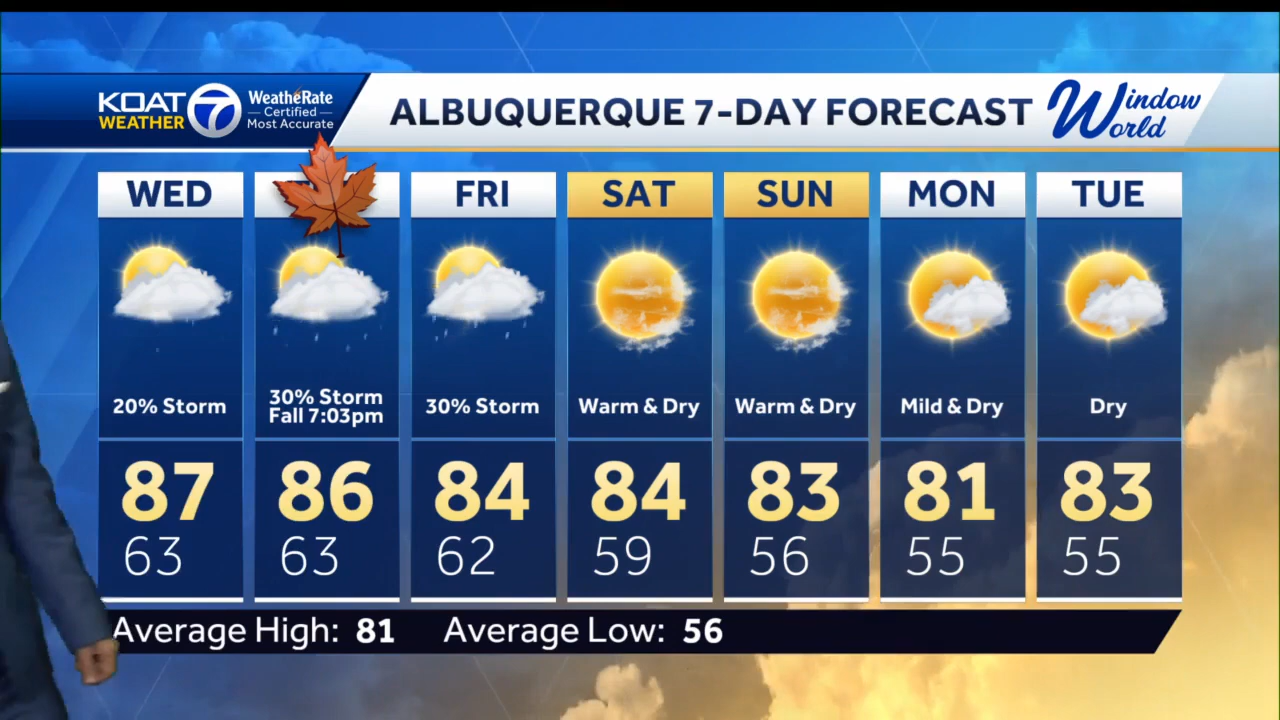 KOAT
WEATHER
7
WeatheRate
Certified
Most Accurate
ALBUQUERQUE 7-DAY FORECAST
Window
World
WED
FRI
SAT
SUN
MON
TUE
20% Storm
30% Storm
Fall 7:03pm
30% Storm
Warm & Dry
Warm & Dry
Mild & Dry
Dry
87
86
84
84
83
81
83
63
63
62
59
56
55
55
Average High: 81
Average Low: 56